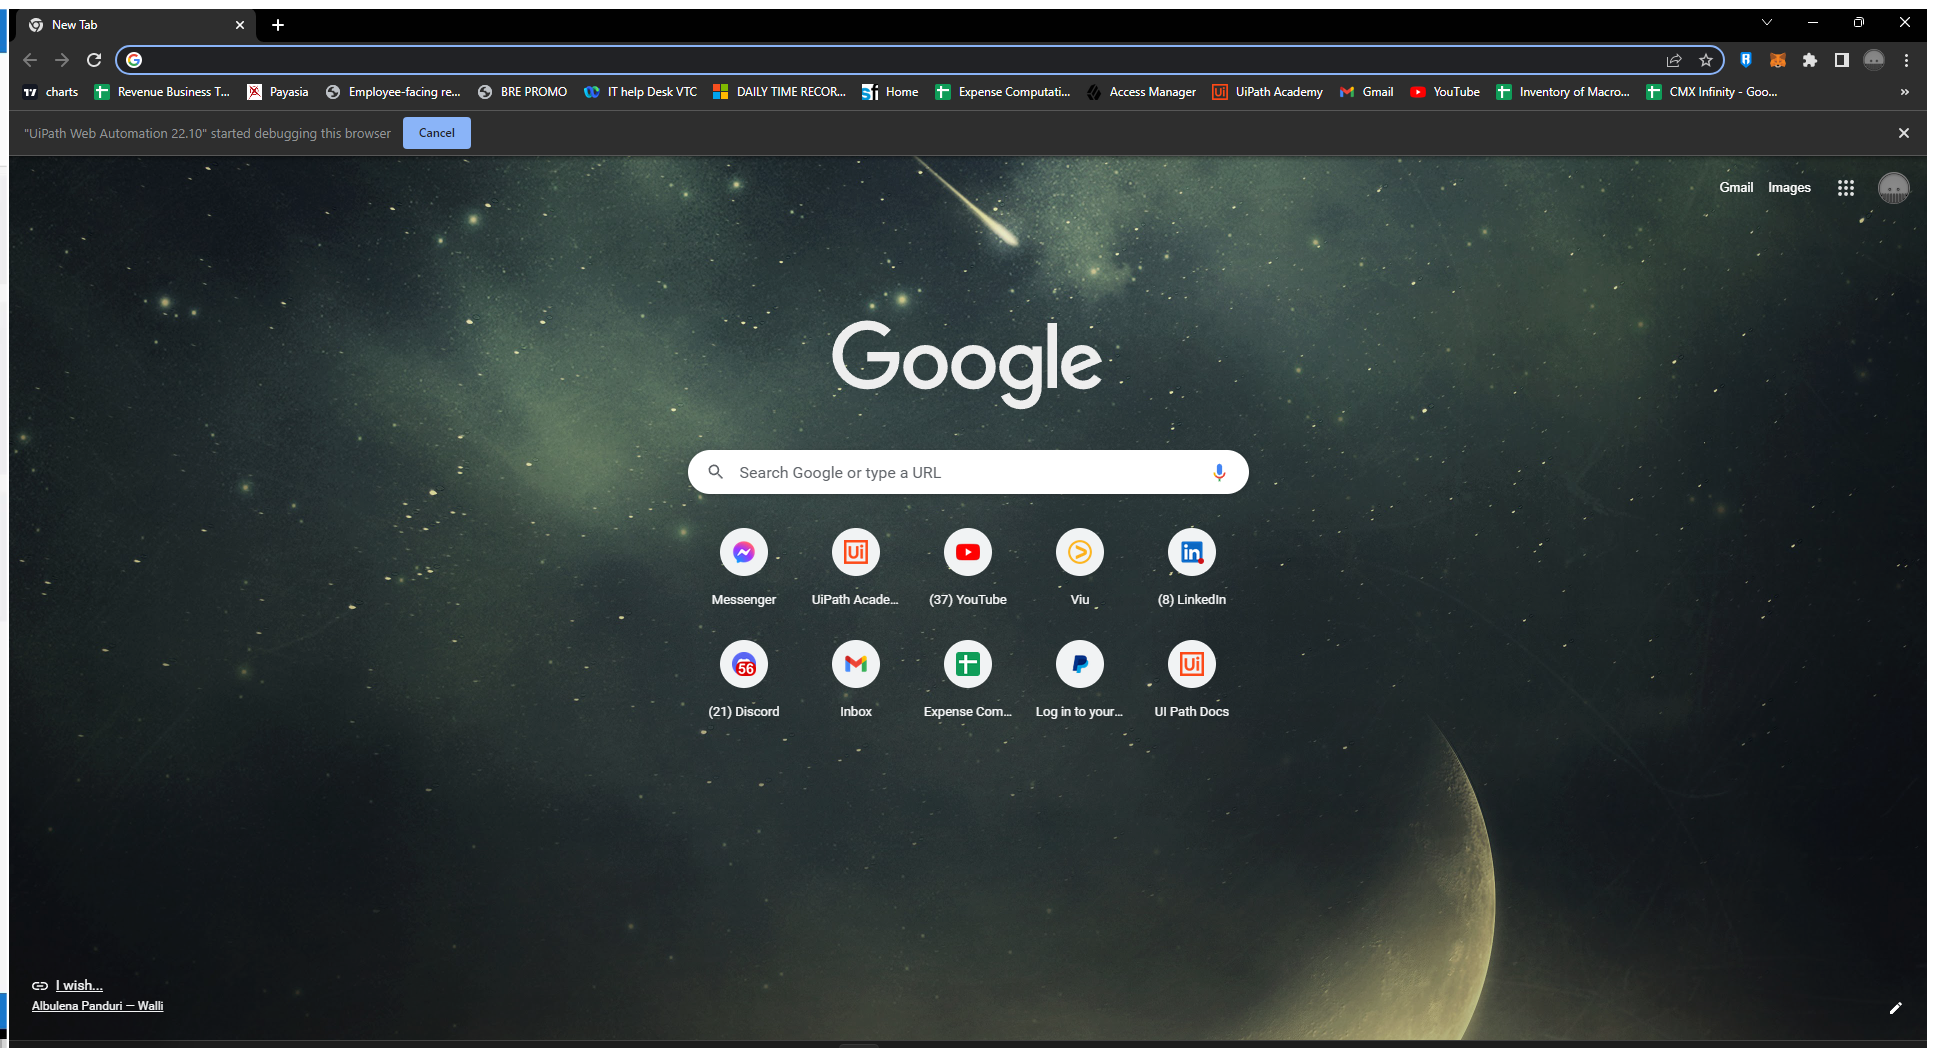 New Tab
charts Revenue Business T... Payasia Employee-facing re... BRE PROMO IT help Desk VTC DAILY TIME RECOR... Home Expense Computati... Access Manager UiPath Academy Gmail YouTube Inventory of Macro... CMX Infinity - Goo... »
"UiPath Web Automation 22.10" started debugging this browser Cancel
Gmail Images
Google
Search Google or type a URL
Messenger UiPath Acade... (37) YouTube Viu (8) LinkedIn
56
(21) Discord Inbox Expense Com... Log in to your... UI Path Docs
I wish...
Albulena Panduri — Walli